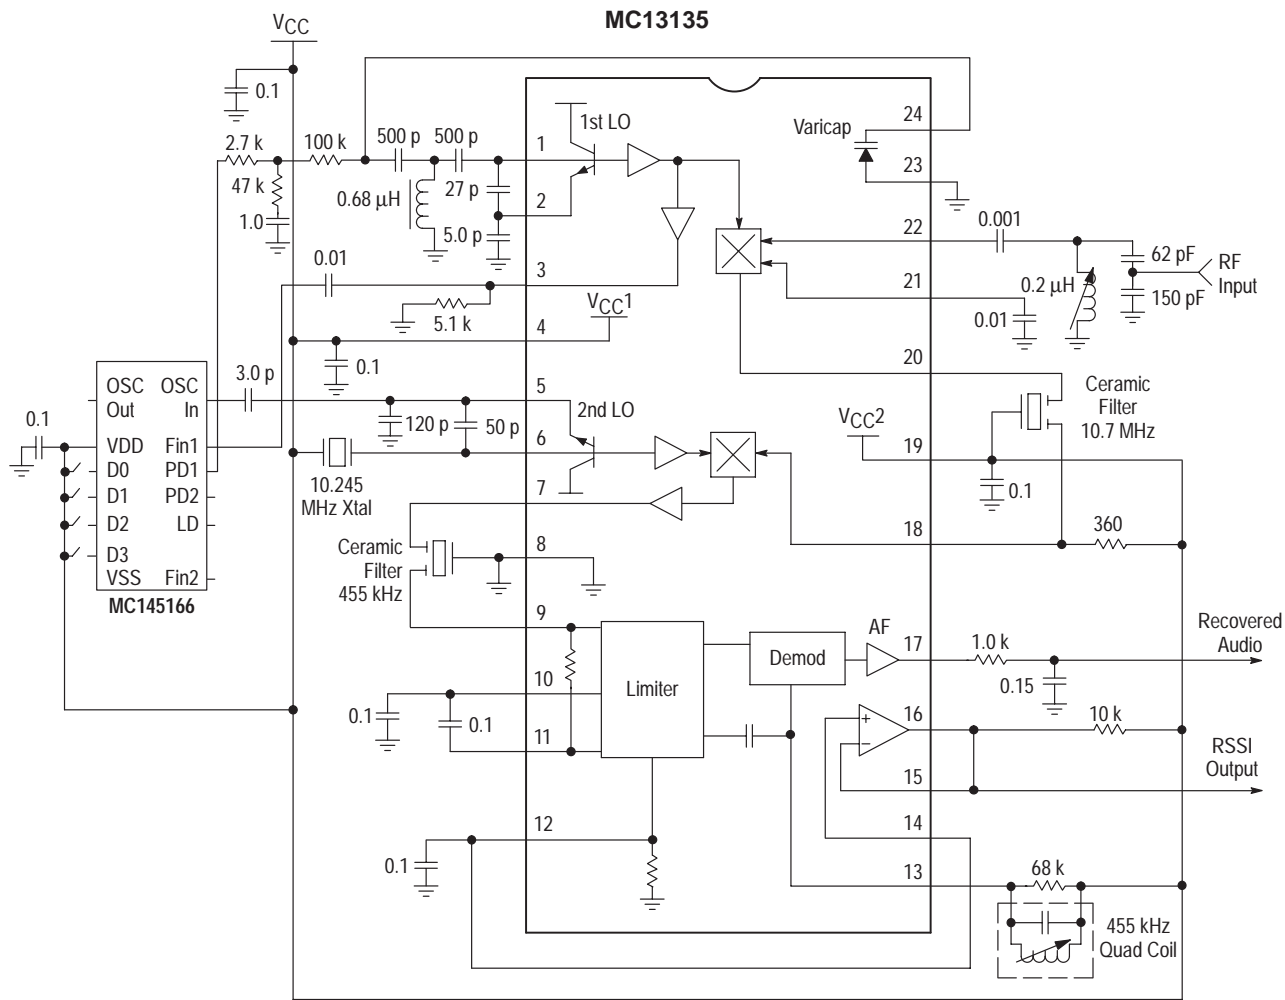 MC13135
VCC
0.1
2.7 k
100 k
500 p
500 p
47 k
1.0
0.68 µH
27 p
5.0 p
1
1st LO
2
Varicap
24
23
22
0.001
62 pF
RF
Input
0.2 µH
150 pF
21
0.01
0.01
3
5.1 k
VCC1
4
0.1
20
Ceramic
Filter
10.7 MHz
3.0 p
5
2nd LO
120 p
50 p
6
VCC2
19
0.1
OSC
Out
OSC
In
0.1
VDD
Fin1
D0
PD1
D1
PD2
D2
LD
D3
VSS
Fin2
MC145166
10.245
MHz Xtal
7
18
360
Ceramic
Filter
455 kHz
8
9
Limiter
Demod
AF
17
1.0 k
Recovered
Audio
0.15
10
0.1
0.1
11
+
–
16
10 k
RSSI
Output
15
14
12
0.1
13
68 k
455 kHz
Quad Coil